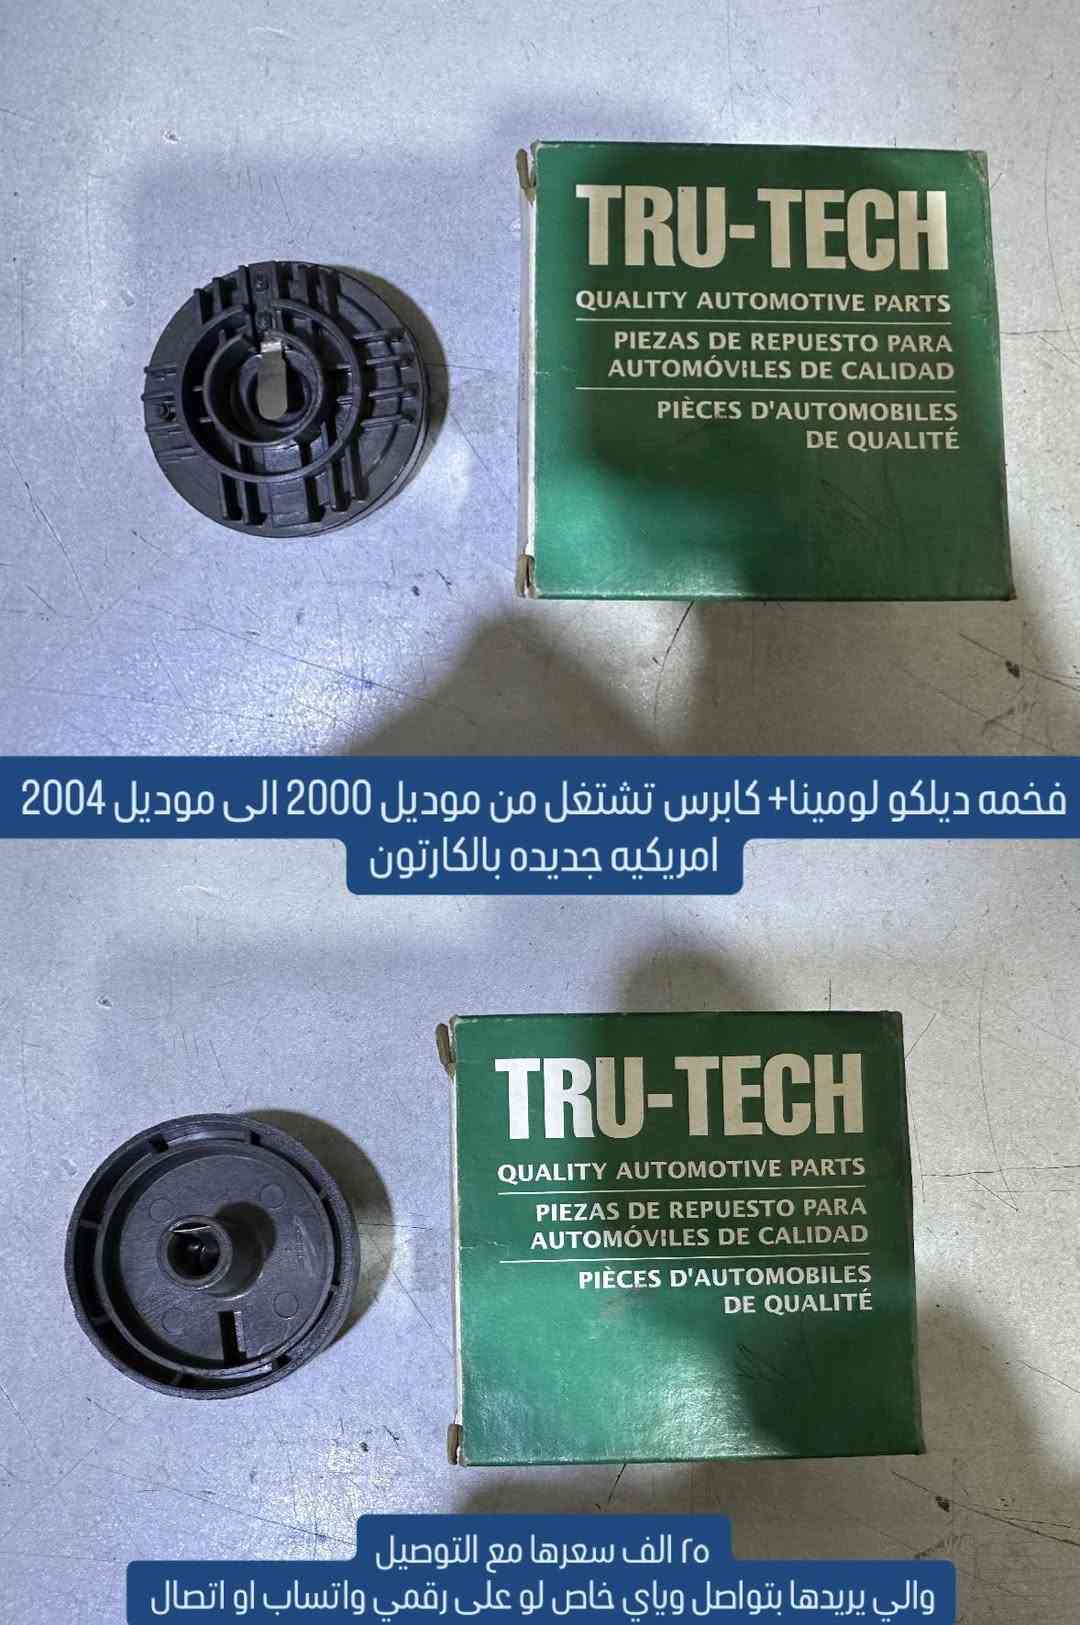 TRU-TECH
QUALITY AUTOMOTIVE PARTS
PIEZAS DE REPUESTO PARA
AUTOMÓVILES DE CALIDAD
PIÈCES D'AUTOMOBILES
DE QUALITÉ
فخمه ديلكو لومينا+ كابرس تشتغل من موديل 2000 الى موديل 2004
امريكيه جديده بالكارتون
TRU-TECH
QUALITY AUTOMOTIVE PARTS
PIEZAS DE REPUESTO PARA
AUTOMÓVILES DE CALIDAD
PIÈCES D'AUTOMOBILES
DE QUALITÉ
٢٥ الف سعرها مع التوصيل
والي يريدها بتواصل وياي خاص لو على رقمي واتساب او اتصال